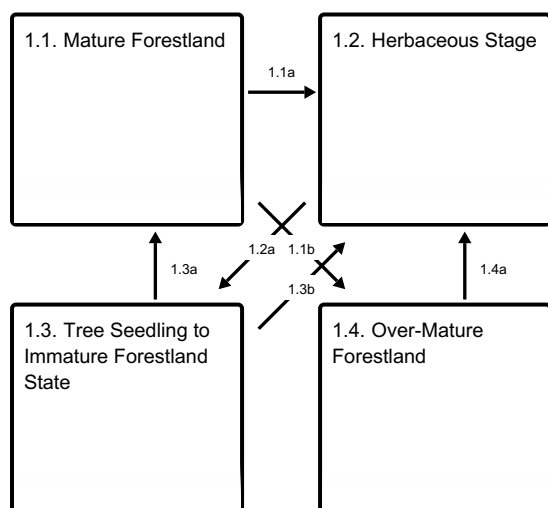 1.1. Mature Forestland
1.2. Herbaceous Stage
1.1a
1.2a
1.1b
1.3a
1.3b
1.4a
1.3. Tree Seedling to
Immature Forestland
State
1.4. Over-Mature
Forestland